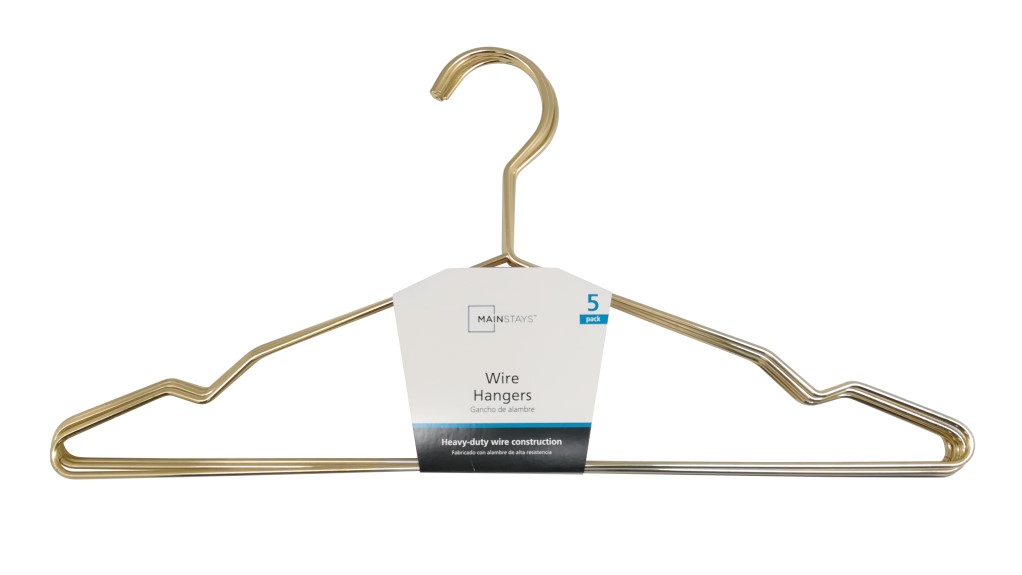 5
pack
MAINSTAYS™
Wire
Hangers
Gancho de alambre
Heavy-duty wire construction
Fabricado con alambre de alta resistencia